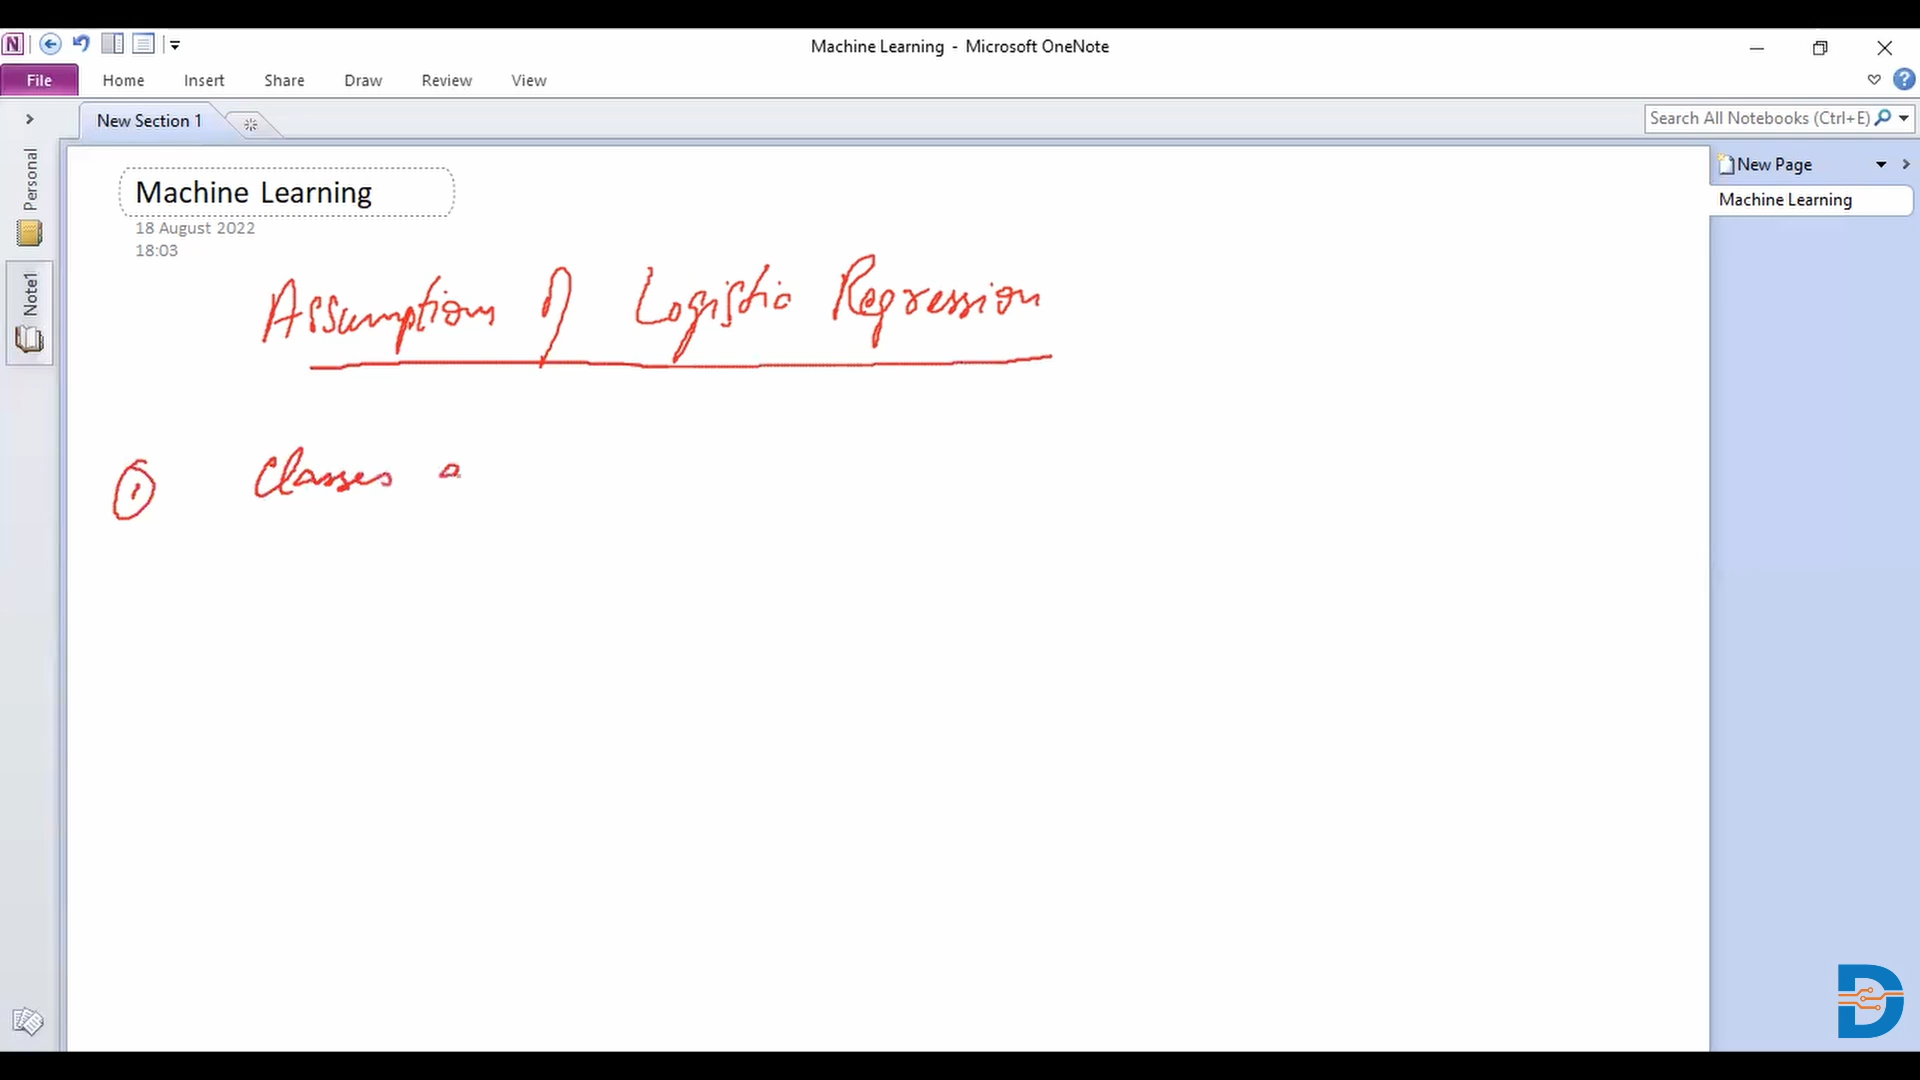 Machine Learning - Microsoft OneNote
File Home Insert Share Draw Review View
New Section 1
Search All Notebooks (Ctrl+E)
Personal
Note1
New Page
Machine Learning
Machine Learning
18 August 2022
18:03
Assumptions of Logistic Regression
1 Classes a